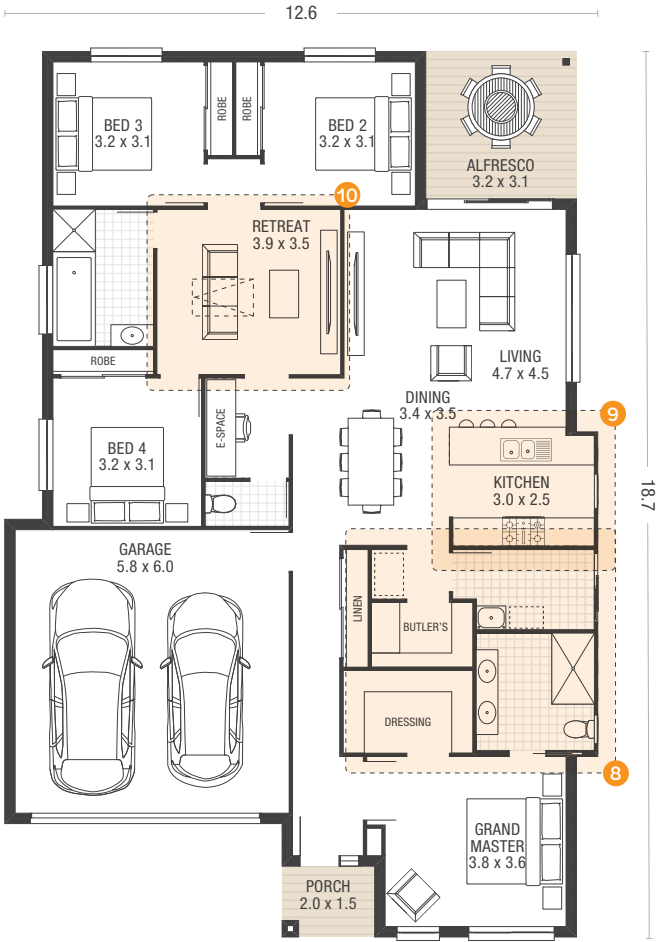 12.6
BED 3
3.2 x 3.1
ROBE
ROBE
BED 2
3.2 x 3.1
ALFRESCO
3.2 x 3.1
10
RETREAT
3.9 x 3.5
ROBE
LIVING
4.7 x 4.5
DINING
3.4 x 3.5
9
E-SPACE
BED 4
3.2 x 3.1
KITCHEN
3.0 x 2.5
18.7
GARAGE
5.8 x 6.0
LINEN
BUTLER'S
DRESSING
8
GRAND
MASTER
3.8 x 3.6
PORCH
2.0 x 1.5